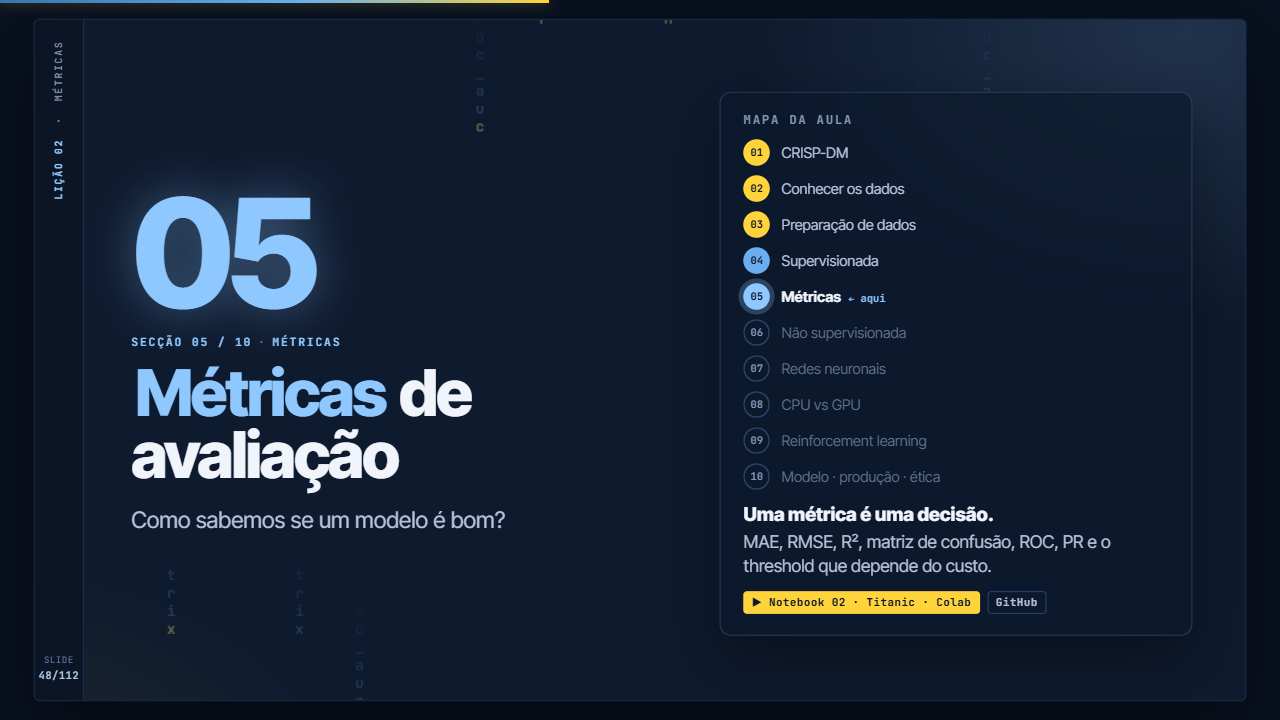 LIÇÃO 02 · MÉTRICAS
05
SECÇÃO 05 / 10 · MÉTRICAS
Métricas de
avaliação
Como sabemos se um modelo é bom?
MAPA DA AULA
01 CRISP-DM
02 Conhecer os dados
03 Preparação de dados
04 Supervisionada
05 Métricas ← aqui
06 Não supervisionada
07 Redes neuronais
08 CPU vs GPU
09 Reinforcement learning
10 Modelo · produção · ética
Uma métrica é uma decisão.
MAE, RMSE, R², matriz de confusão, ROC, PR e o
threshold que depende do custo.
▶ Notebook 02 · Titanic · Colab
GitHub
SLIDE
48/112